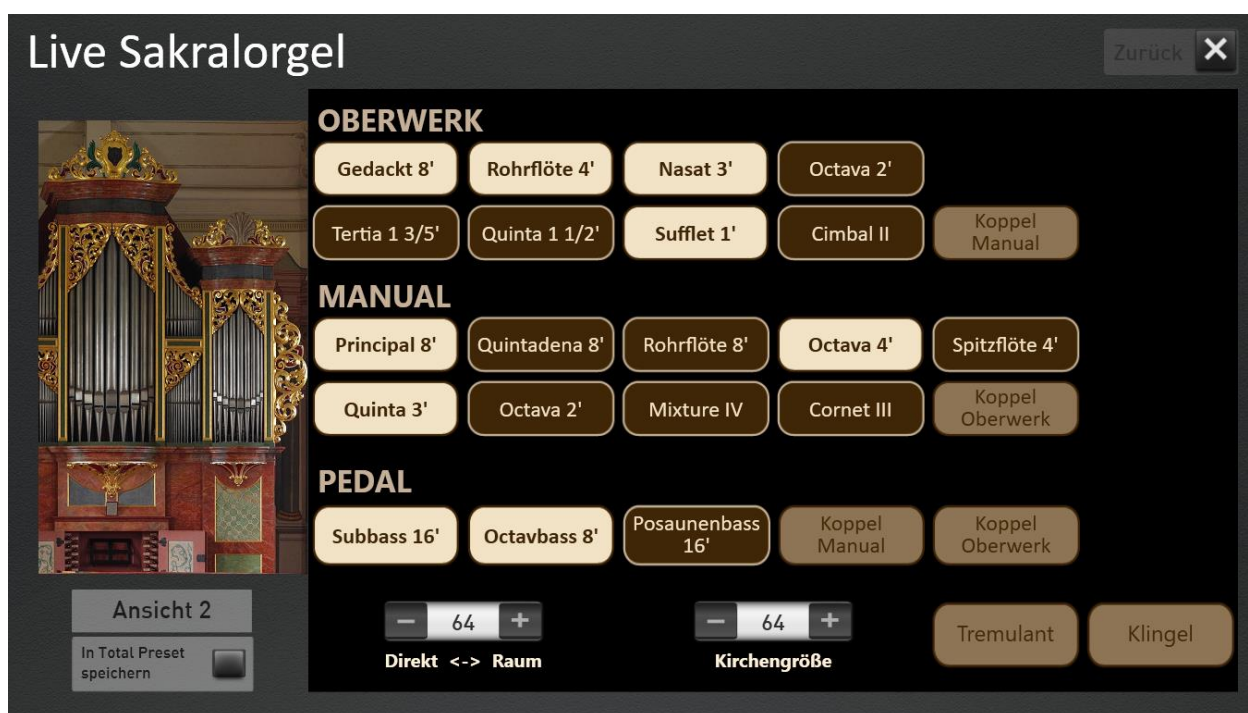 Live Sakralorgel
Zurück
OBERWERK
Gedackt 8'
Rohrflöte 4'
Nasat 3'
Octava 2'
Tertia 1 3/5'
Quinta 1 1/2'
Sufflet 1'
Cimbal II
Koppel
Manual
MANUAL
Principal 8'
Quintadena 8'
Rohrflöte 8'
Octava 4'
Spitzflöte 4'
Quinta 3'
Octava 2'
Mixture IV
Cornet III
Koppel
Oberwerk
PEDAL
Subbass 16'
Octavbass 8'
Posaunenbass
16'
Koppel
Manual
Koppel
Oberwerk
Ansicht 2
In Total Preset
speichern
− 64 +
Direkt <-> Raum
− 64 +
Kirchengröße
Tremulant
Klingel